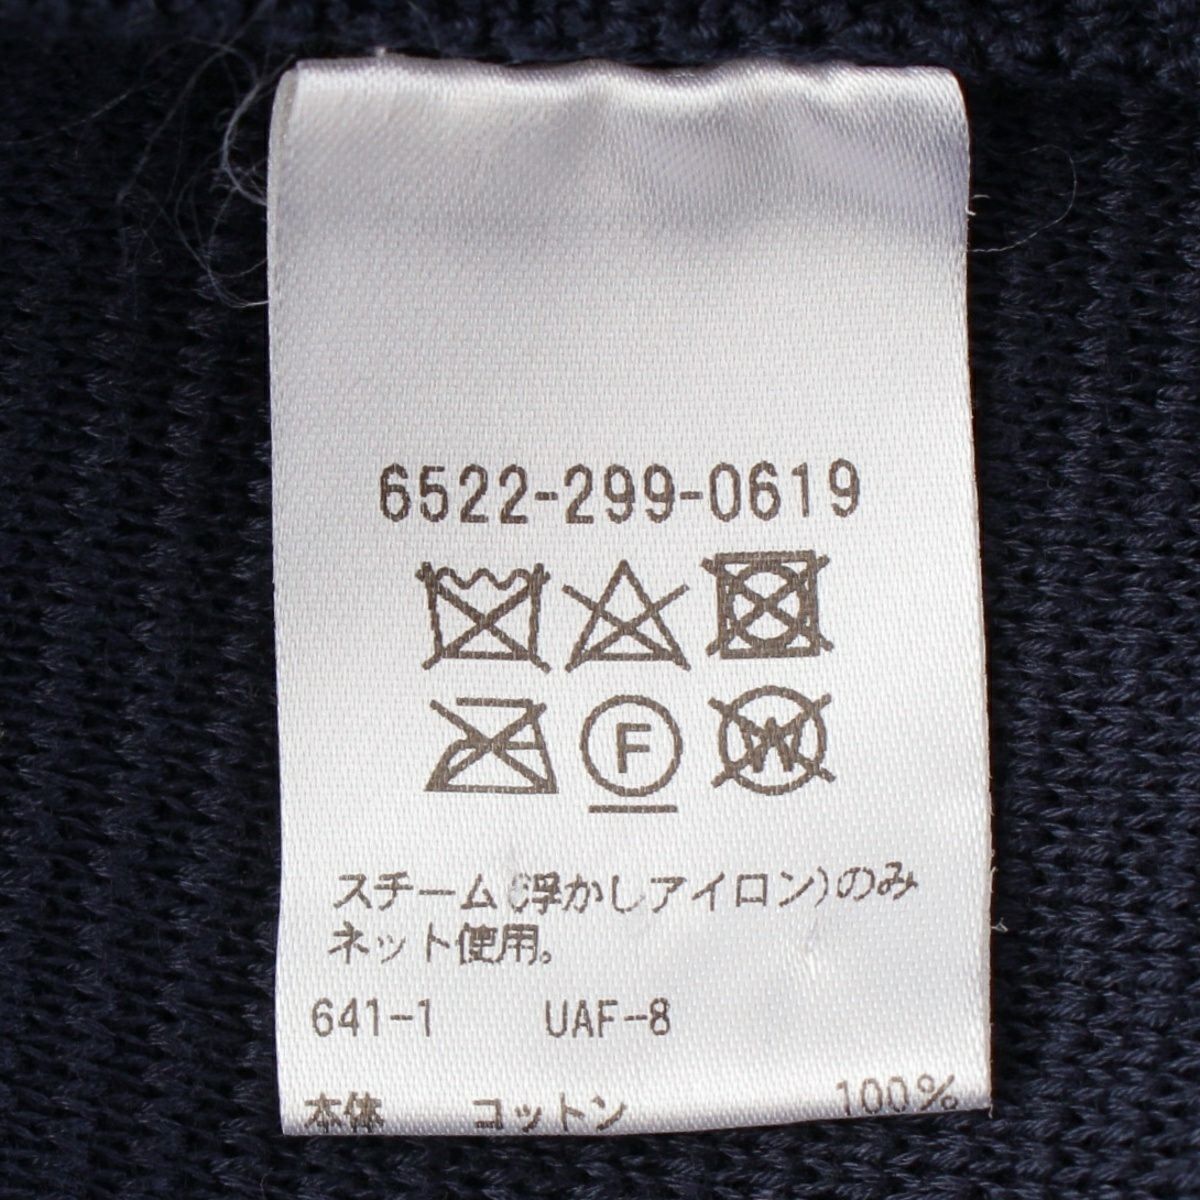 6522-299-0619
F W
スチーム(浮かしアイロン)のみ
ネット使用。
641-1 UAF-8
本体 コットン 100%